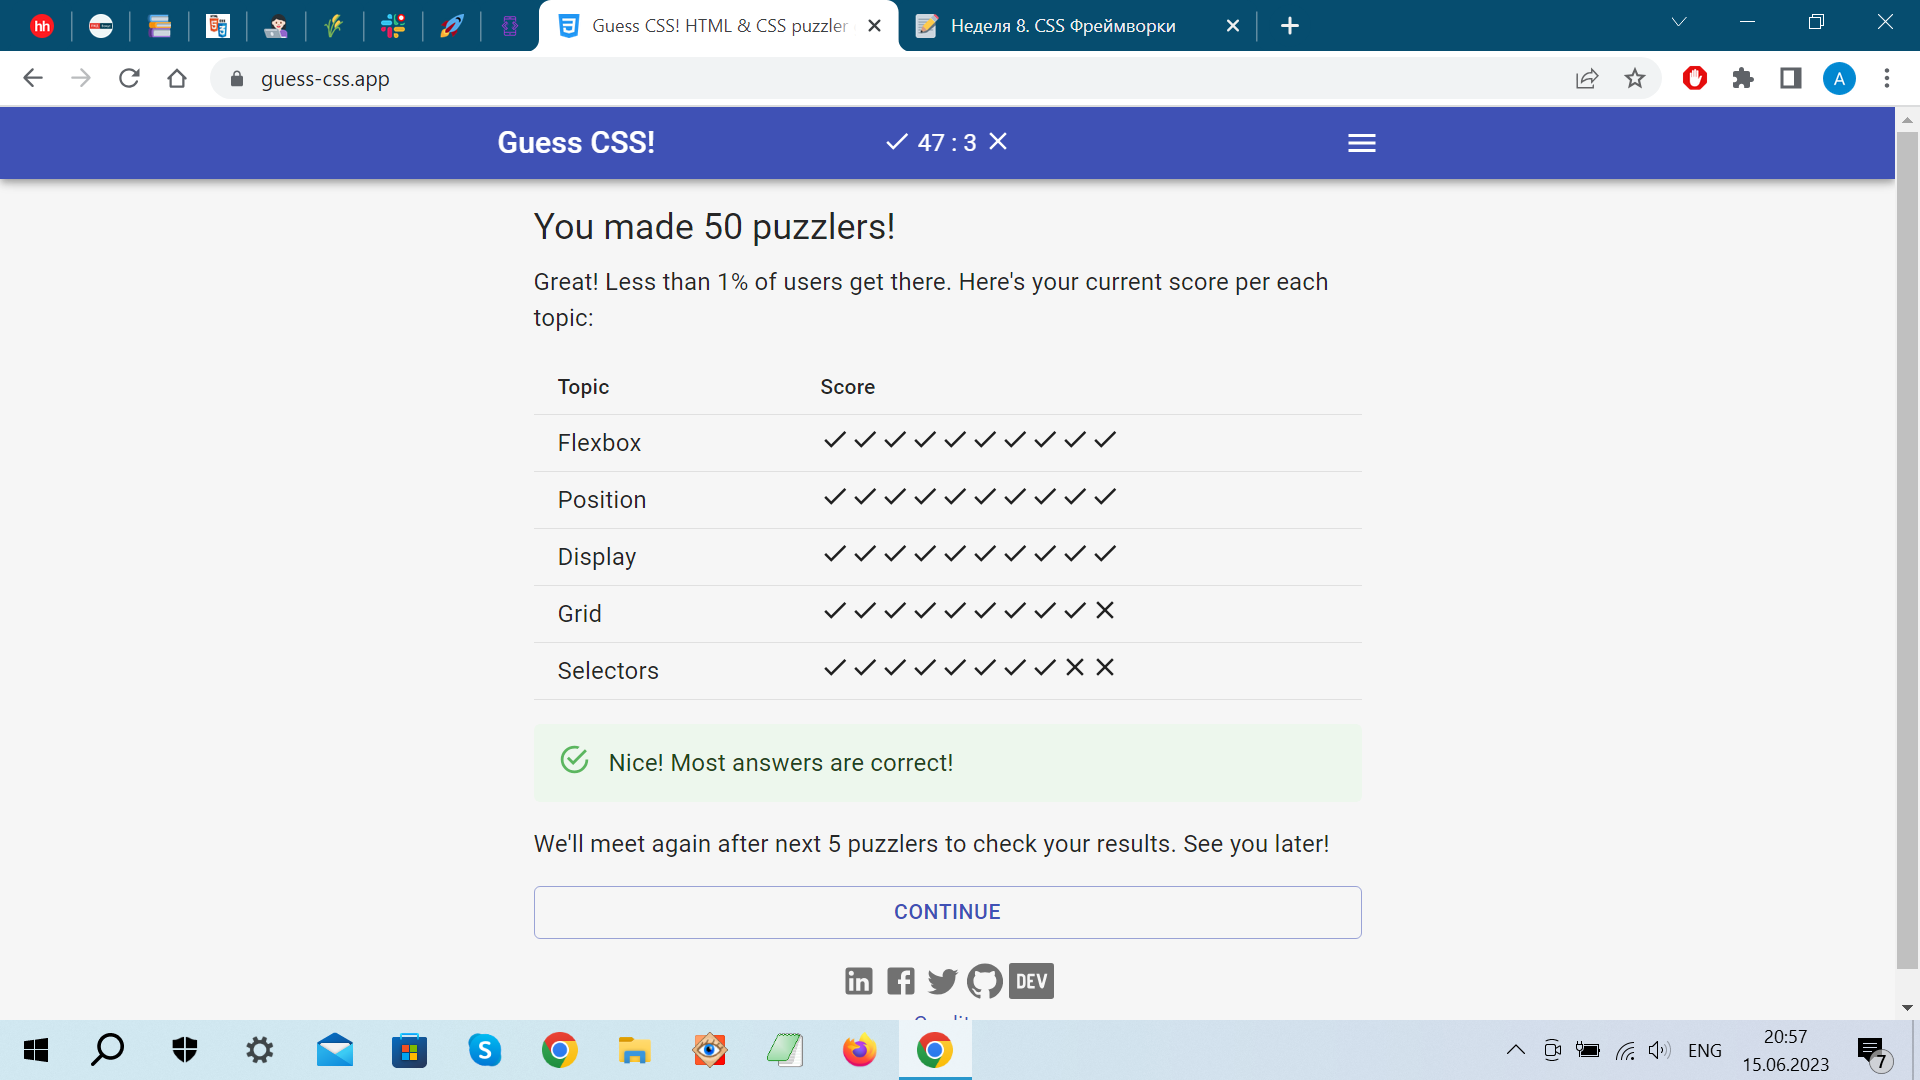 hh
Guess CSS! HTML & CSS puzzler
Неделя 8. CSS Фреймворки
guess-css.app
A
Guess CSS!
47 : 3
You made 50 puzzlers!
Great! Less than 1% of users get there. Here's your current score per each
topic:
Topic Score
Flexbox
Position
Display
Grid
Selectors
Nice! Most answers are correct!
We'll meet again after next 5 puzzlers to check your results. See you later!
CONTINUE
in
DEV
S
ENG
20:57
15.06.2023
7